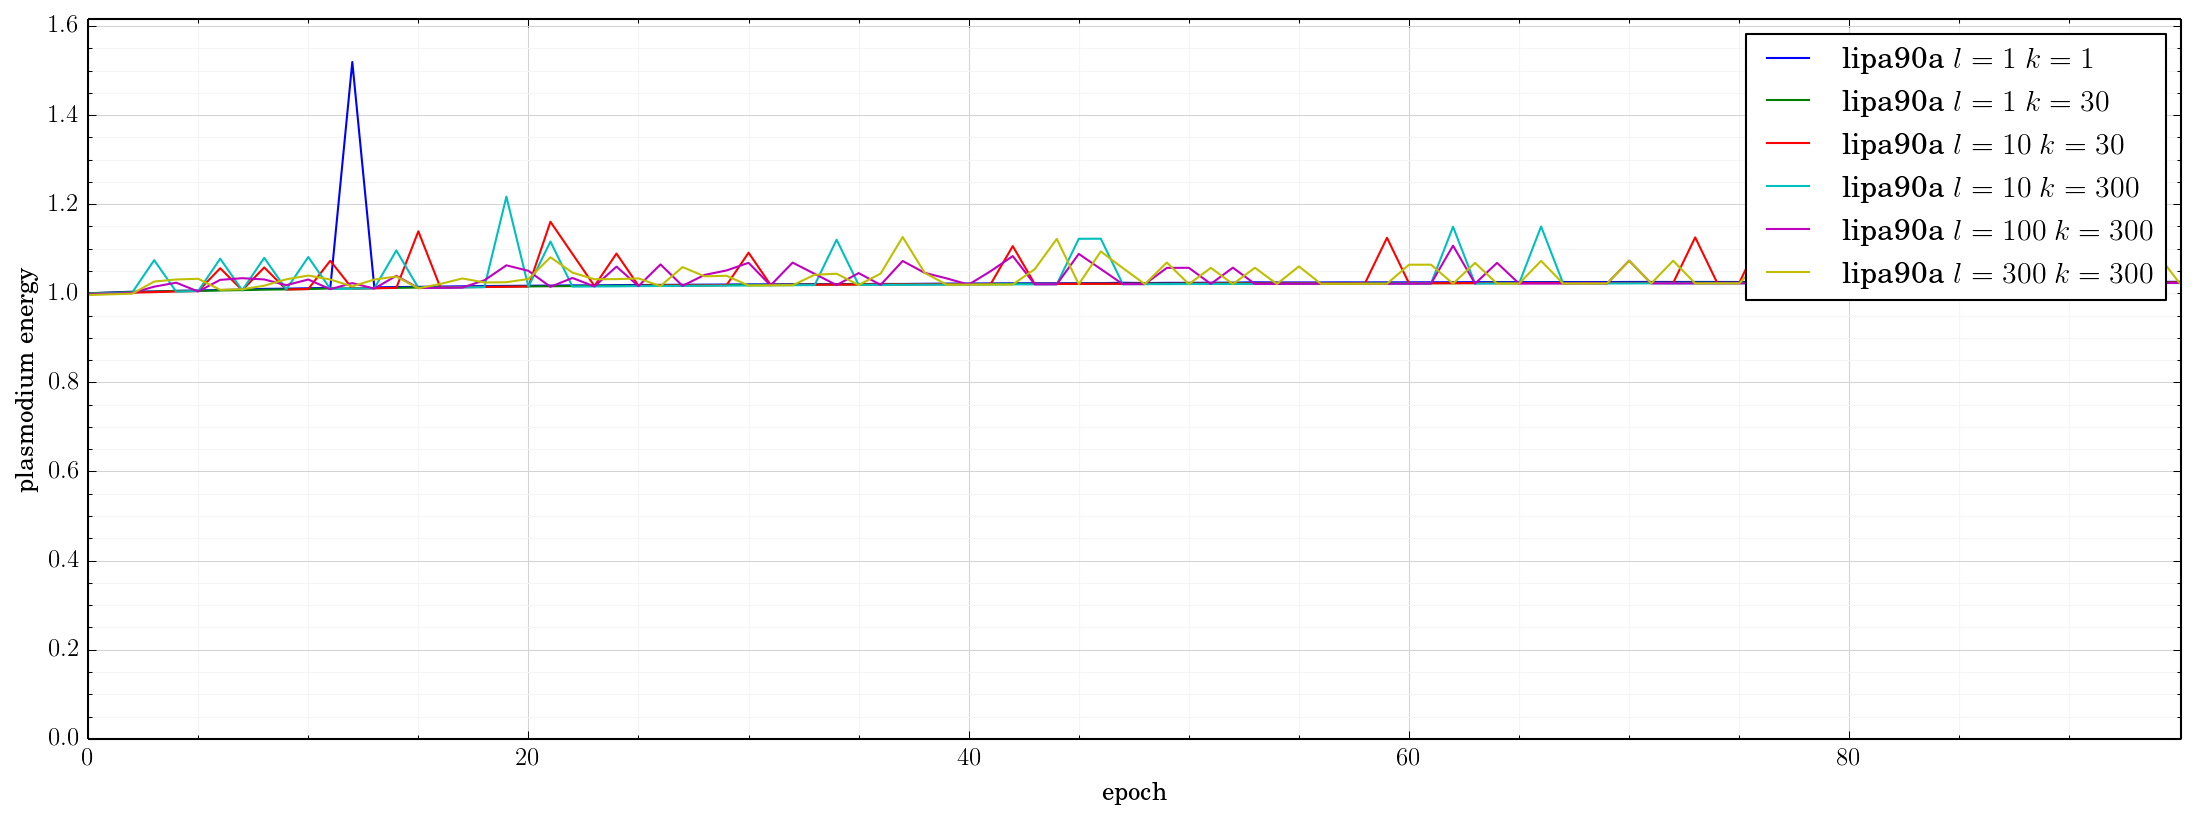 1.6
1.4
1.2
1.0
0.8
0.6
0.4
0.2
0.0
plasmodium energy
0
20
40
60
80
epoch
lipa90a l = 1 k = 1
lipa90a l = 1 k = 30
lipa90a l = 10 k = 30
lipa90a l = 10 k = 300
lipa90a l = 100 k = 300
lipa90a l = 300 k = 300